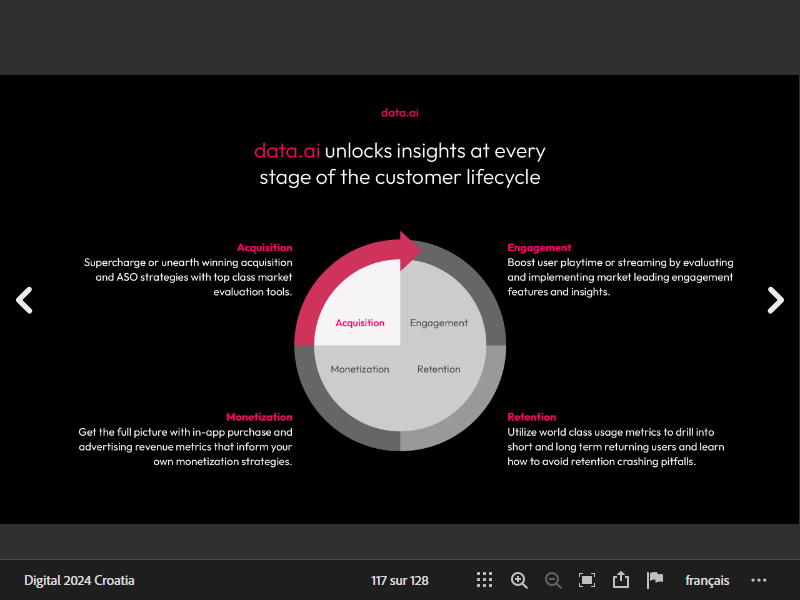 data.ai
data.ai unlocks insights at every
stage of the customer lifecycle
Acquisition
Supercharge or unearth winning acquisition
and ASO strategies with top class market
evaluation tools.
Engagement
Boost user playtime or streaming by evaluating
and implementing market leading engagement
features and insights.
Acquisition
Engagement
Monetization
Retention
Monetization
Get the full picture with in-app purchase and
advertising revenue metrics that inform your
own monetization strategies.
Retention
Utilize world class usage metrics to drill into
short and long term returning users and learn
how to avoid retention crashing pitfalls.
Digital 2024 Croatia
117 sur 128
français